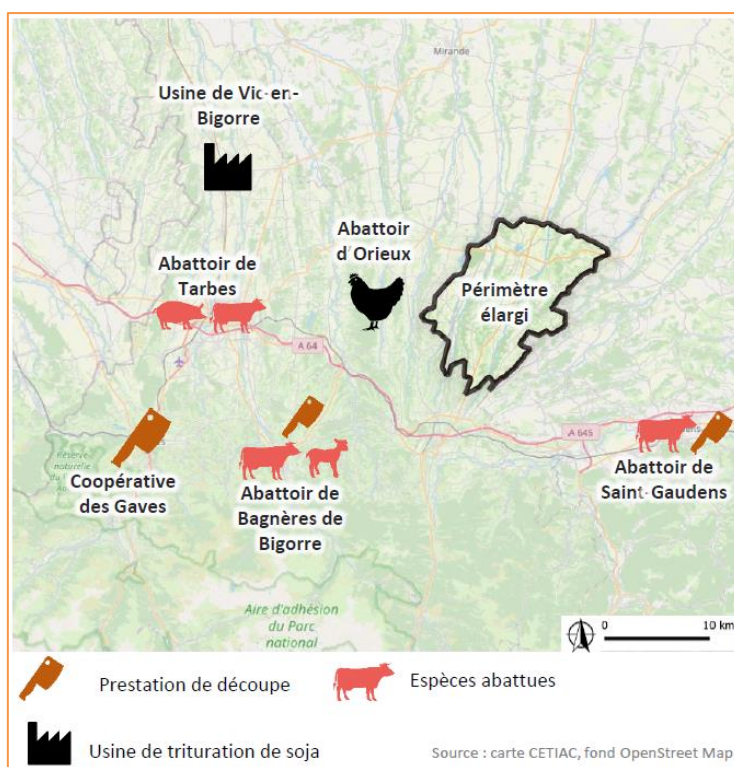 Mirande
Usine de Vic-en-
Bigorre
Abattoir
d'Orieux
Abattoir de
Tarbes
Périmètre
élargi
A 64
A 645
Coopérative
des Gaves
Abattoir de
Bagnères de
Bigorre
Abattoir de
Saint-Gaudens
Aire d'adhésion
du Parc
national
0 10 km
Prestation de découpe
Espèces abattues
Usine de trituration de soja
Source : carte CETIAC, fond OpenStreet Map